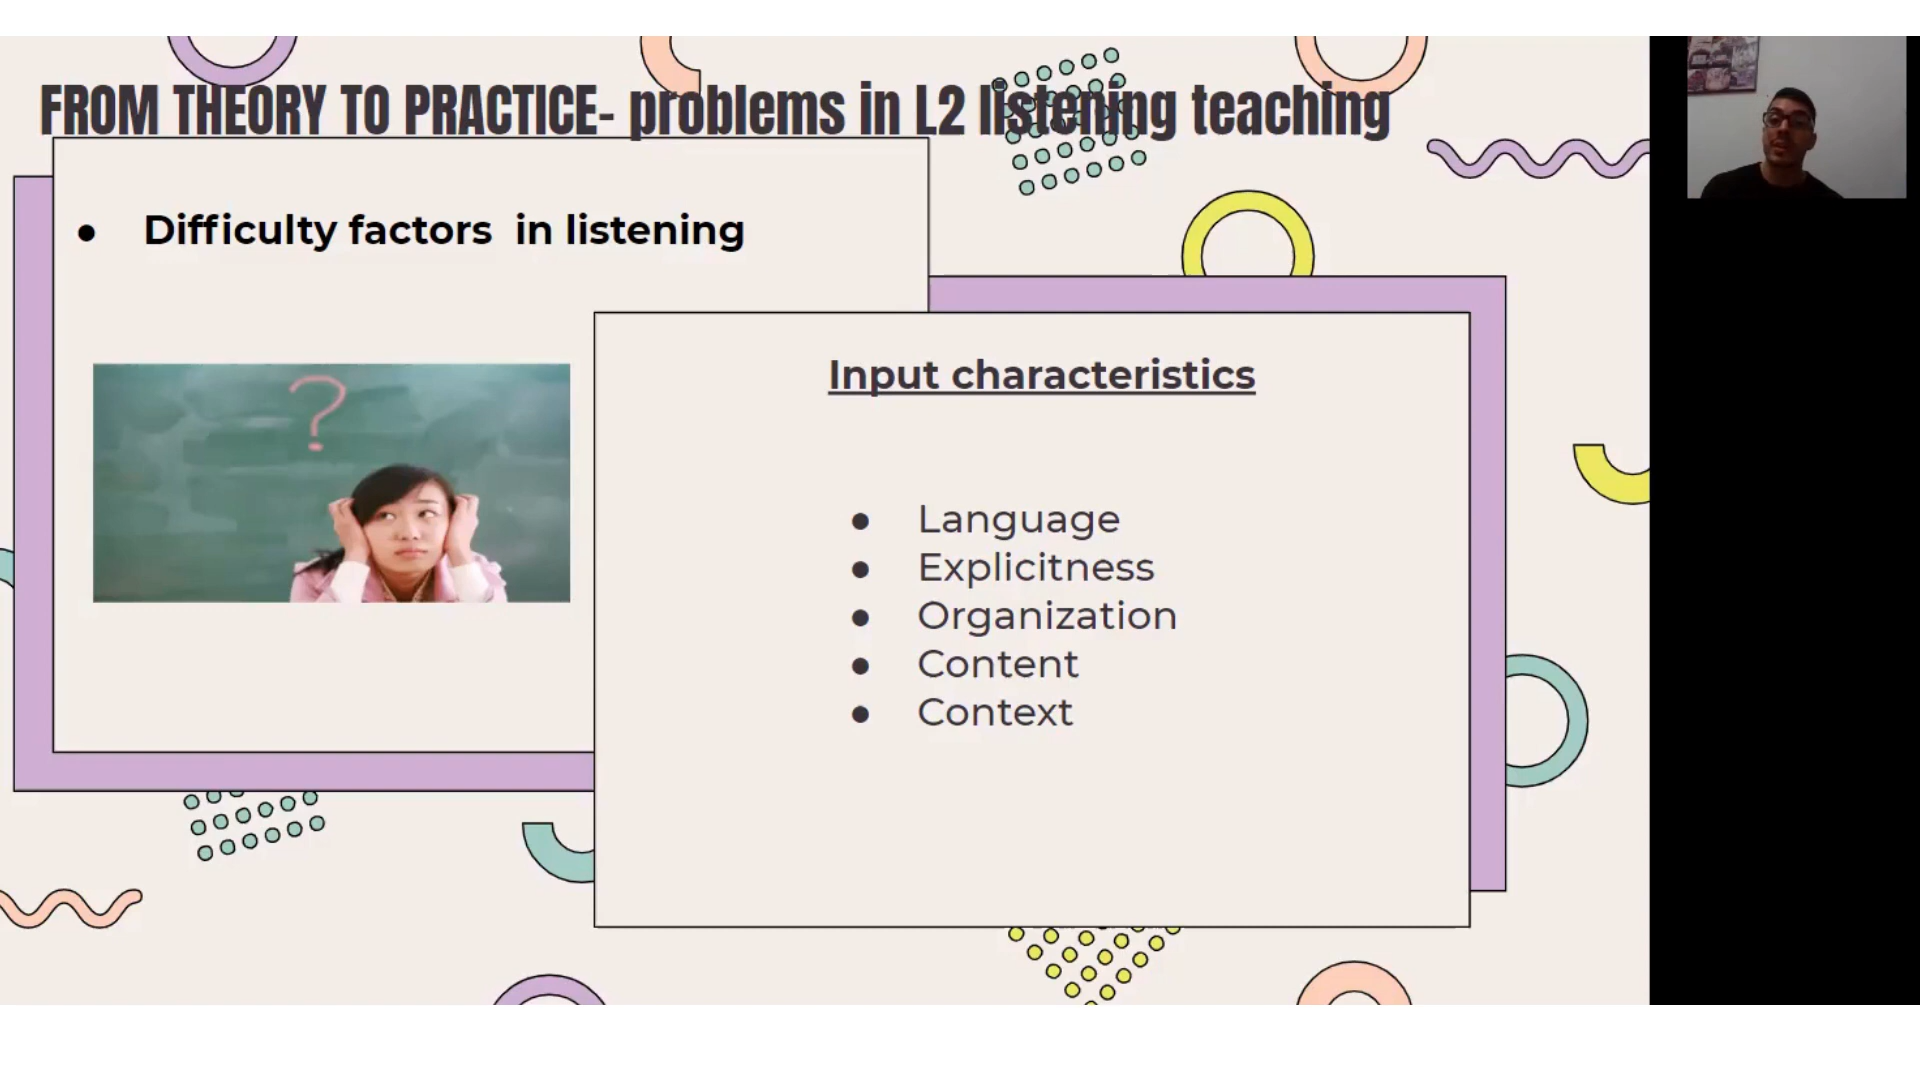 FROM THEORY TO PRACTICE- problems in L2 listening teaching
● Difficulty factors in listening
?
Input characteristics
● Language
● Explicitness
● Organization
● Content
● Context